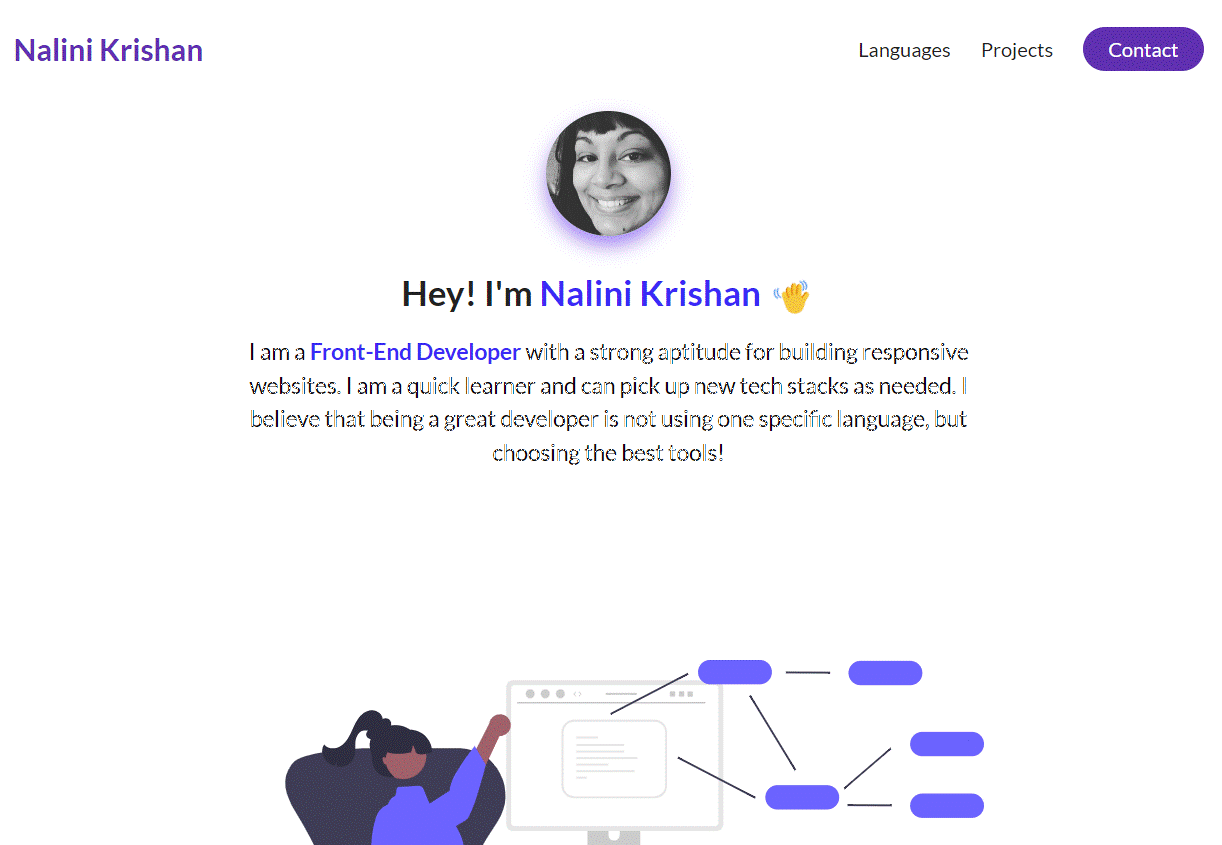 Nalini Krishan
Languages
Projects
Contact
Hey! I'm Nalini Krishan 👋
I am a Front-End Developer with a strong aptitude for building responsive
websites. I am a quick learner and can pick up new tech stacks as needed. I
believe that being a great developer is not using one specific language, but
choosing the best tools!